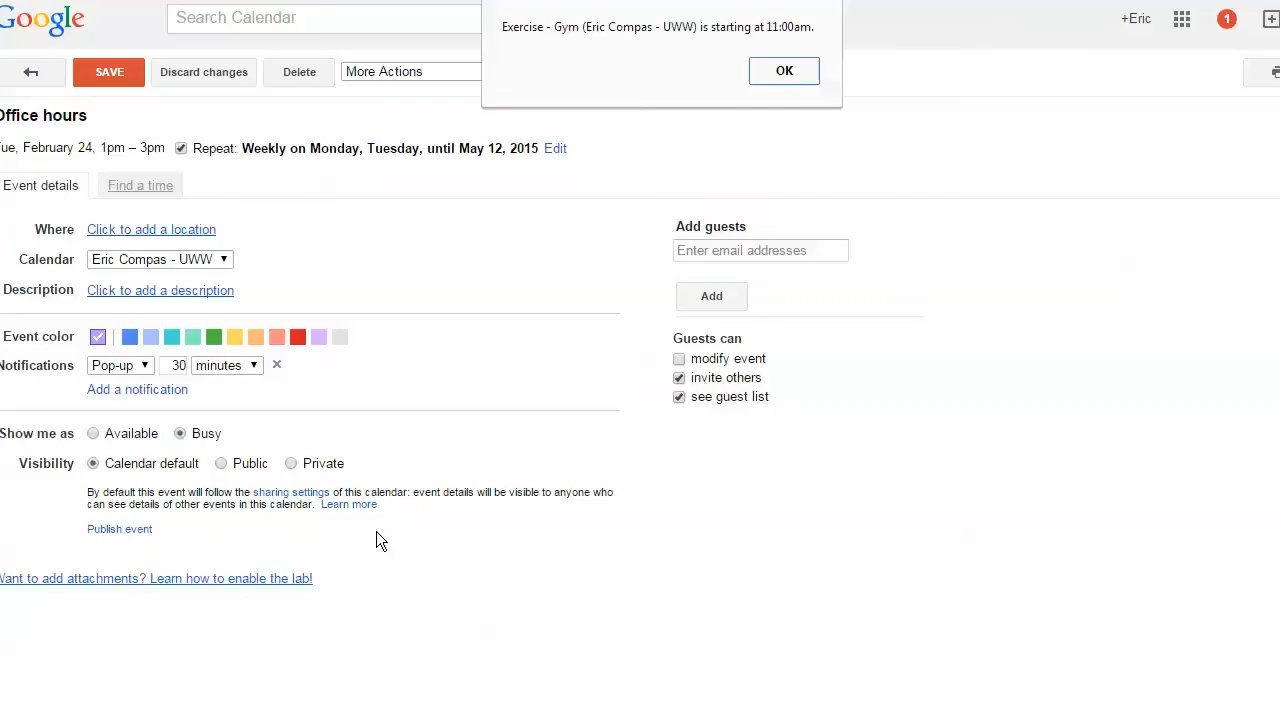 Google
Search Calendar
Exercise - Gym (Eric Compas - UWW) is starting at 11:00am.
OK
+Eric
1
SAVE
Discard changes
Delete
More Actions
Office hours
ue, February 24, 1pm – 3pm Repeat: Weekly on Monday, Tuesday, until May 12, 2015 Edit
Event details
Find a time
Where Click to add a location
Calendar Eric Compas - UWW
Description Click to add a description
Event color
Notifications Pop-up 30 minutes
Add a notification
Show me as Available Busy
Visibility Calendar default Public Private
By default this event will follow the sharing settings of this calendar: event details will be visible to anyone who
can see details of other events in this calendar. Learn more
Publish event
Want to add attachments? Learn how to enable the lab!
Add guests
Enter email addresses
Add
Guests can
modify event
invite others
see guest list